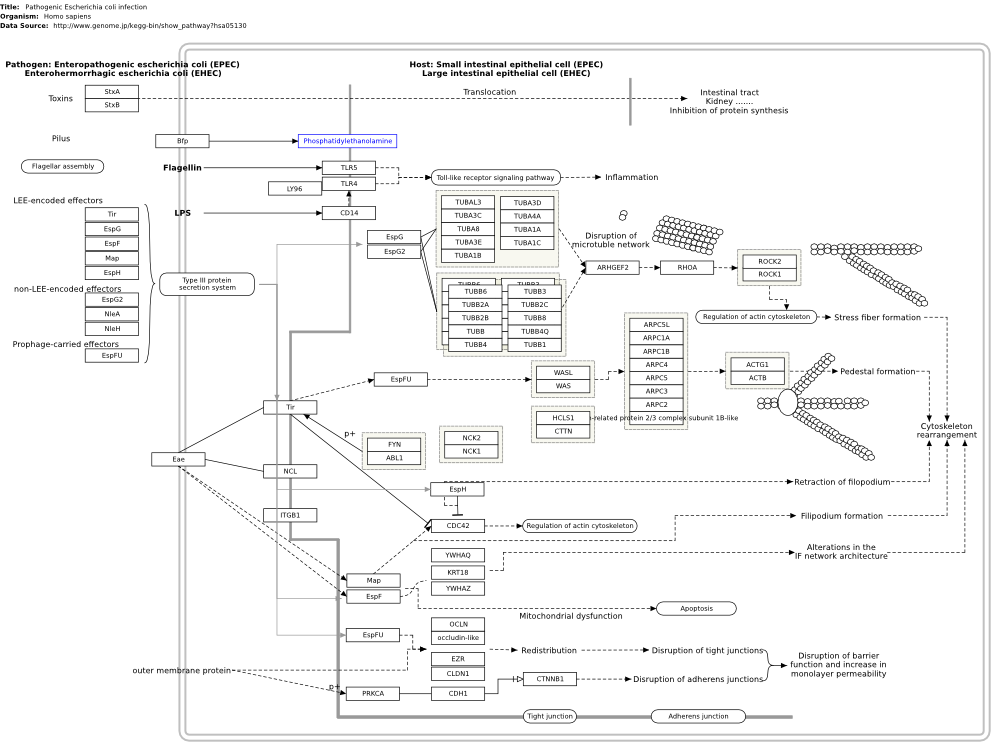 Title: Pathogenic Escherichia coli infection
Organism: Homo sapiens
Data Source: http://www.genome.jp/kegg-bin/show_pathway?hsa05130
Pathogen: Enteropathogenic escherichia coli (EPEC)
Enterohemorrhagic escherichia coli (EHEC)
Host: Small intestinal epithelial cell (EPEC)
Large intestinal epithelial cell (EHEC)
Toxins
StxA
StxB
Translocation
Intestinal tract
Kidney .......
Inhibition of protein synthesis
Pilus
Bfp
Phosphatidylethanolamine
Flagellar assembly
Flagellin
TLR5
LY96
TLR4
Toll-like receptor signaling pathway
Inflammation
LPS
CD14
LEE-encoded effectors
Tir
EspG
EspF
Map
EspH
non-LEE-encoded effectors
EspG2
NleA
NleH
Prophage-carried effectors
EspFU
Type III protein
secretion system
EspG
EspG2
TUBAL3
TUBA3C
TUBA8
TUBA3E
TUBA1B
TUBA3D
TUBA4A
TUBA1A
TUBA1C
TUBB6
TUBB2A
TUBB2B
TUBB
TUBB4
TUBB3
TUBB2C
TUBB8
TUBB4Q
TUBB1
Disruption of
microtuble network
ARHGEF2
RHOA
ROCK2
ROCK1
Regulation of actin cytoskeleton
Stress fiber formation
EspFU
WASL
WAS
HCLS1
CTTN
ARPC5L
ARPC1A
ARPC1B
ARPC4
ARPC5
ARPC3
ARPC2
-related protein 2/3 complex subunit 1B-like
ACTG1
ACTB
Pedestal formation
Cytoskeleton
rearrangement
Tir
p+
FYN
ABL1
NCK2
NCK1
Eae
NCL
ITGB1
EspH
Retraction of filopodium
CDC42
Regulation of actin cytoskeleton
Filipodium formation
YWHAQ
KRT18
YWHAZ
Alterations in the
IF network architecture
Map
EspF
Apoptosis
Mitochondrial dysfunction
EspFU
OCLN
occludin-like
EZR
CLDN1
Redistribution
Disruption of tight junctions
Disruption of barrier
function and increase in
monolayer permeability
outer membrane protein
p+
PRKCA
CDH1
CTNNB1
Disruption of adherens junctions
Tight junction
Adherens junction